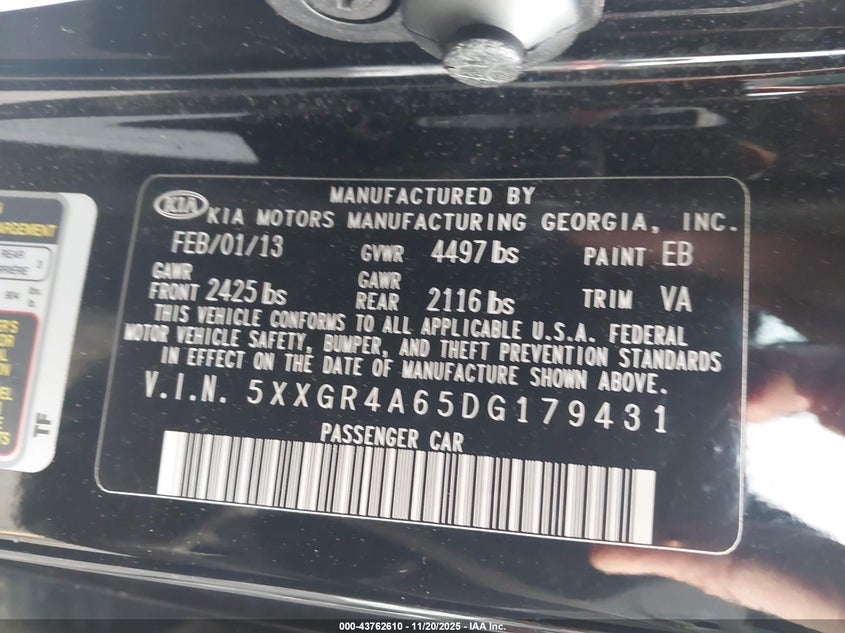 MANUFACTURED BY
KIA KIA MOTORS MANUFACTURING GEORGIA, INC.
FEB/01/13 GVWR 4497 lbs PAINT EB
GAWR FRONT 2425 lbs GAWR REAR 2116 lbs TRIM VA
THIS VEHICLE CONFORMS TO ALL APPLICABLE U.S.A. FEDERAL
MOTOR VEHICLE SAFETY, BUMPER, AND THEFT PREVENTION STANDARDS
IN EFFECT ON THE DATE OF MANUFACTURE SHOWN ABOVE.
V.I.N. 5XXGR4A65DG179431
PASSENGER CAR
REAR
904 lbs.
TF
000-43762610 - 11/20/2025 - IAA Inc.